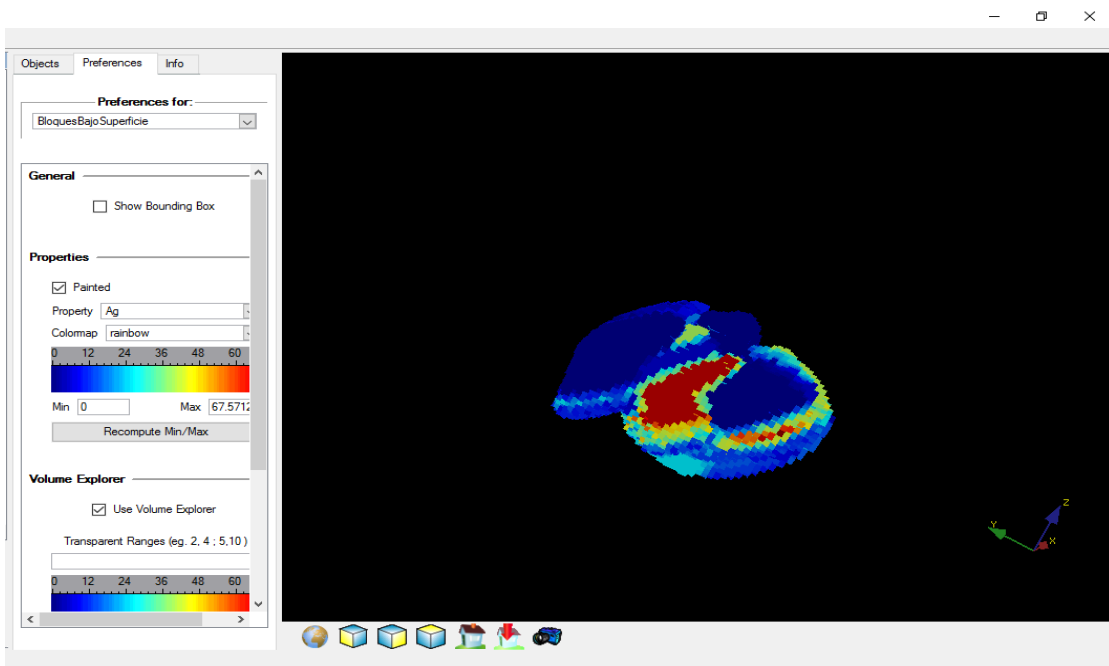 Objects Preferences Info
Preferences for:
BloquesBajoSuperficie
General
Show Bounding Box
Properties
Painted
Property Ag
Colormap rainbow
0 12 24 36 48 60
Min 0 Max 67.5712
Recompute Min/Max
Volume Explorer
Use Volume Explorer
Transparent Ranges (eg. 2, 4 ; 5,10 )
0 12 24 36 48 60
Z
Y
X